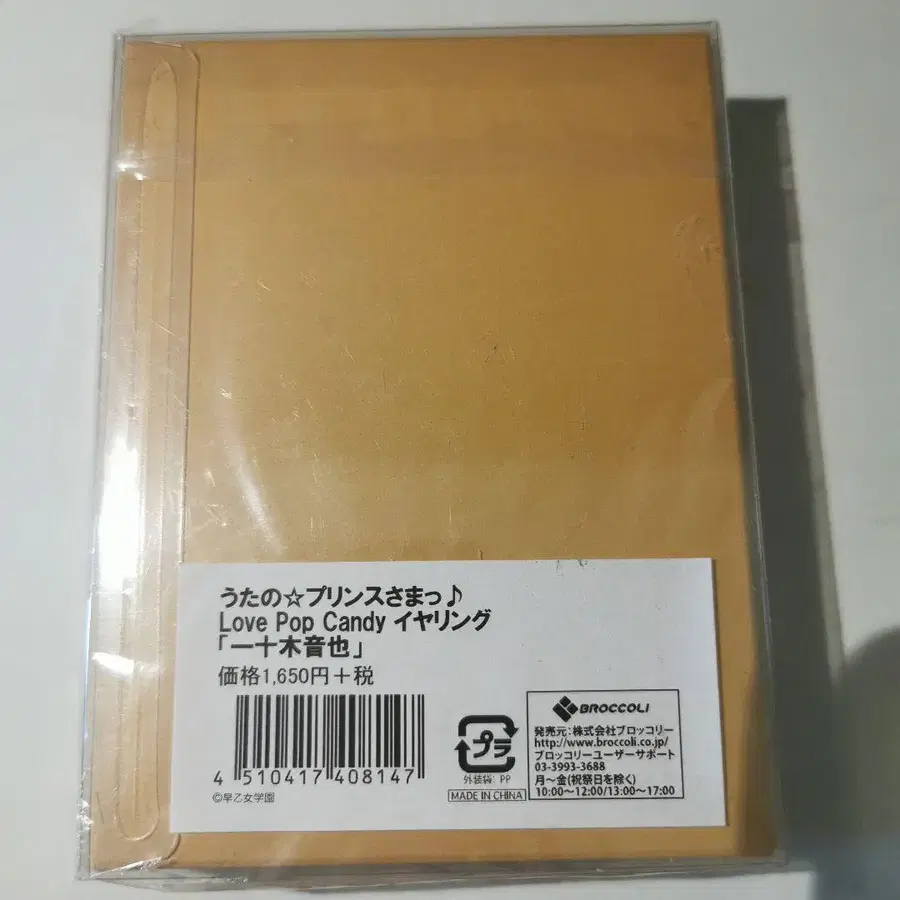 うたの☆プリンスさまっ♪
Love Pop Candy イヤリング
「一十木音也」
価格1,650円＋税
4 510417 408147
©早乙女学園
プラ
外装袋: PP
MADE IN CHINA
BROCCOLI
発売元：株式会社ブロッコリー
http://www.broccoli.co.jp/
ブロッコリーユーザーサポート
03-3993-3688
月〜金(祝祭日を除く)
10:00〜12:00/13:00〜17:00